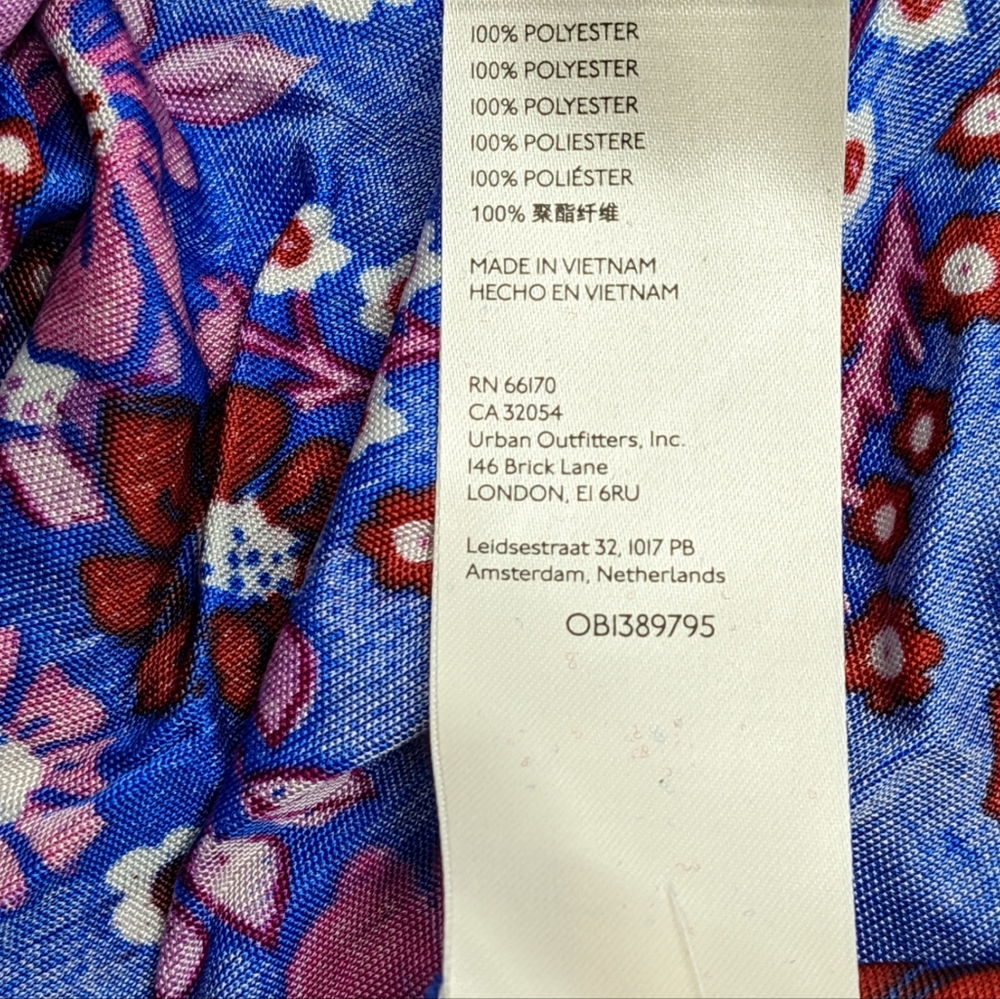 100% POLYESTER
100% POLYESTER
100% POLYESTER
100% POLIESTERE
100% POLIÉSTER
100% 聚酯纤维
MADE IN VIETNAM
HECHO EN VIETNAM
RN 66170
CA 32054
Urban Outfitters, Inc.
146 Brick Lane
LONDON, E1 6RU
Leidsestraat 32, 1017 PB
Amsterdam, Netherlands
OB1389795